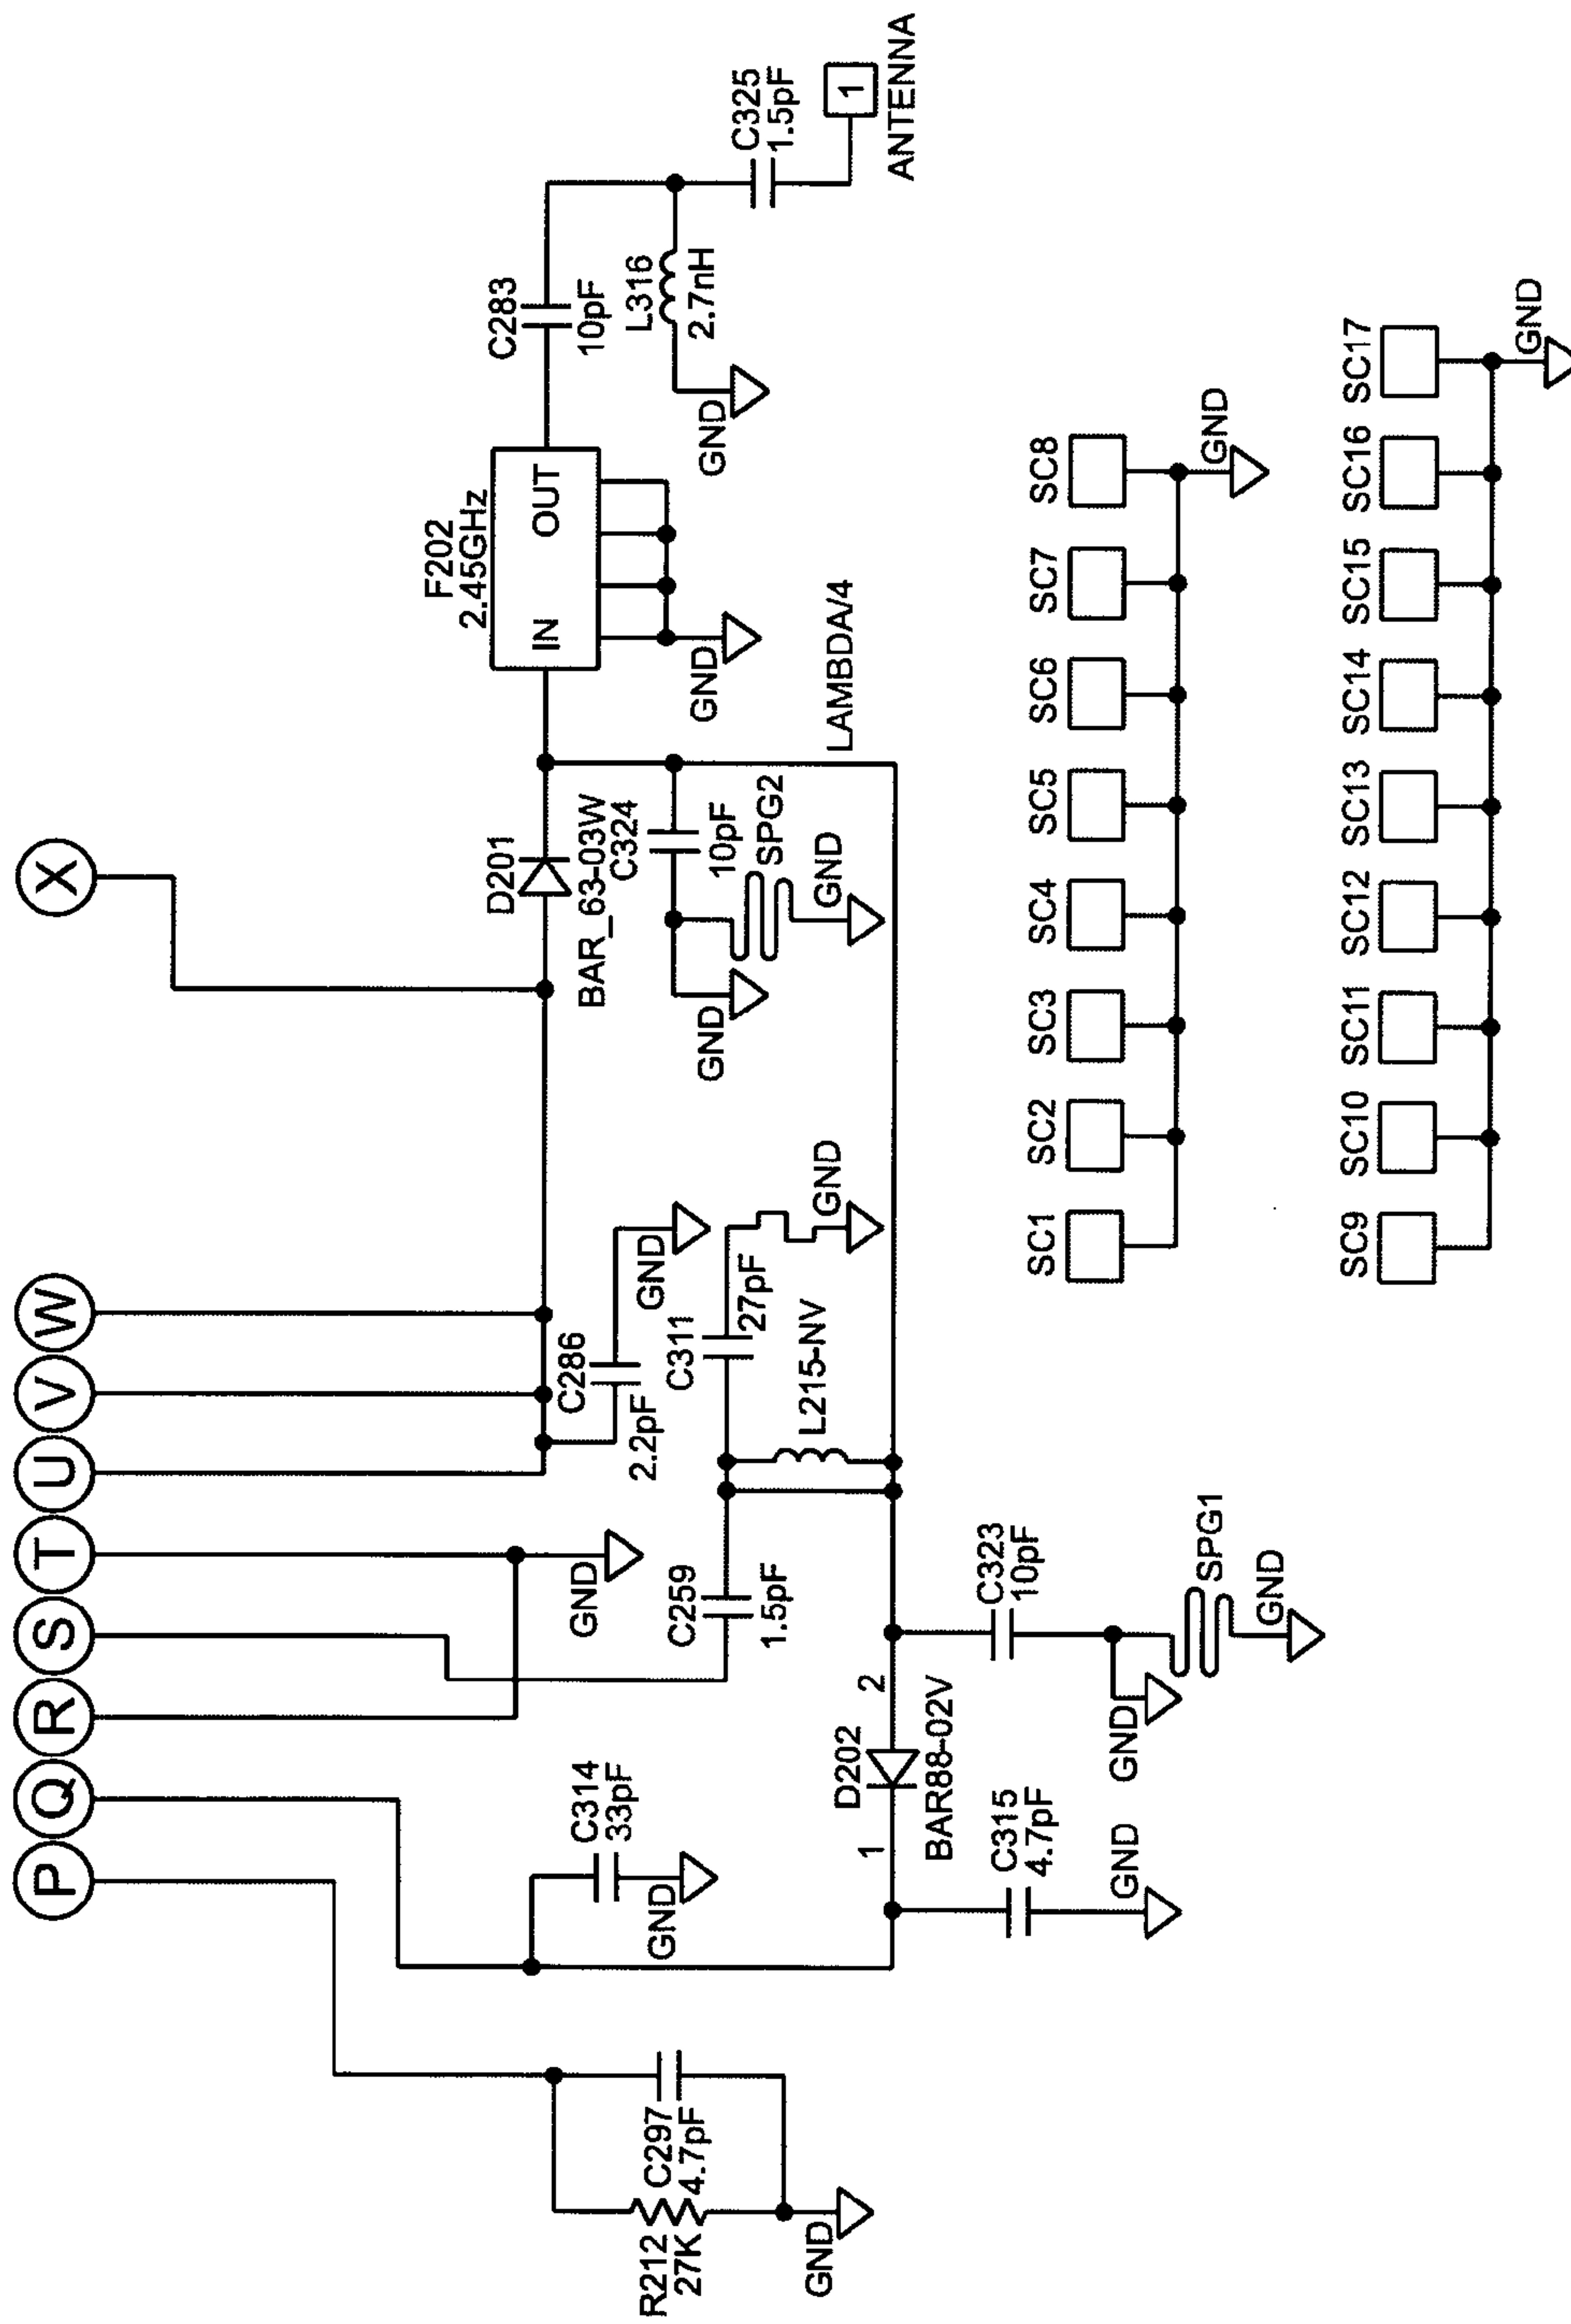 P
Q
R
S
T
U
V
W
X
R212
27K
C297
4.7pF
GND
C314
33pF
GND
GND
C286
2.2pF
GND
C259
1.5pF
C311
27pF
GND
L215-NV
D201
BAR_63-03W
C324
10pF
SPG2
GND
GND
F202
2.45GHz
IN
OUT
GND
C283
10pF
L316
2.7nH
GND
C325
1.5pF
1
ANTENNA
LAMBDA/4
D202
1
2
BAR88-02V
C315
4.7pF
GND
C323
10pF
GND
SPG1
GND
SC1
SC2
SC3
SC4
SC5
SC6
SC7
SC8
GND
SC9
SC10
SC11
SC12
SC13
SC14
SC15
SC16
SC17
GND